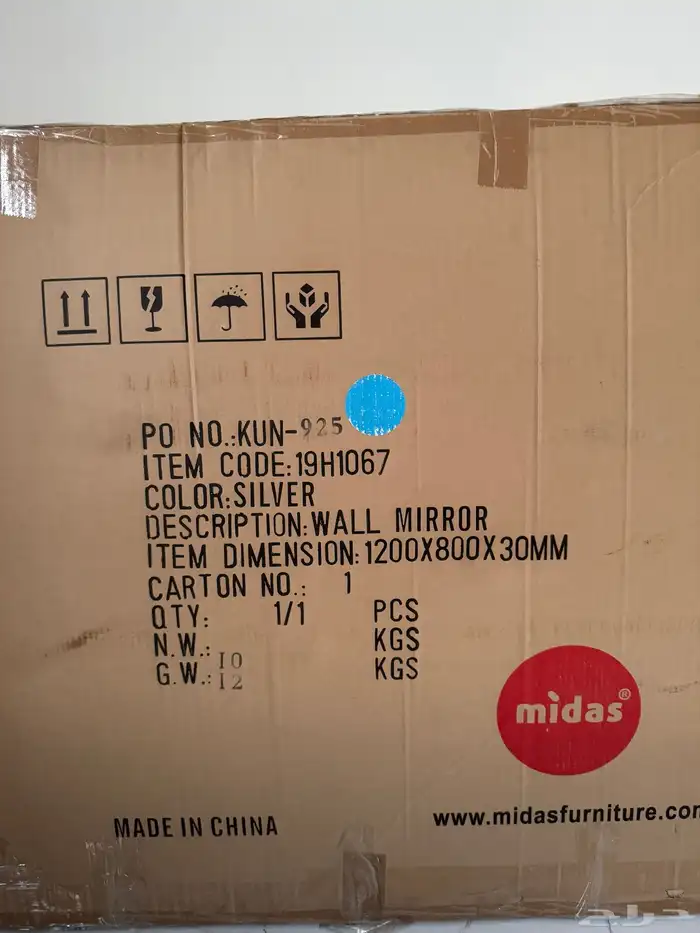 PO NO.:KUN-925
ITEM CODE:19H1067
COLOR:SILVER
DESCRIPTION:WALL MIRROR
ITEM DIMENSION:1200X800X30MM
CARTON NO.: 1
QTY: 1/1 PCS
N.W.: 10 KGS
G.W.: 12 KGS
midas®
MADE IN CHINA
www.midasfurniture.com
حراج